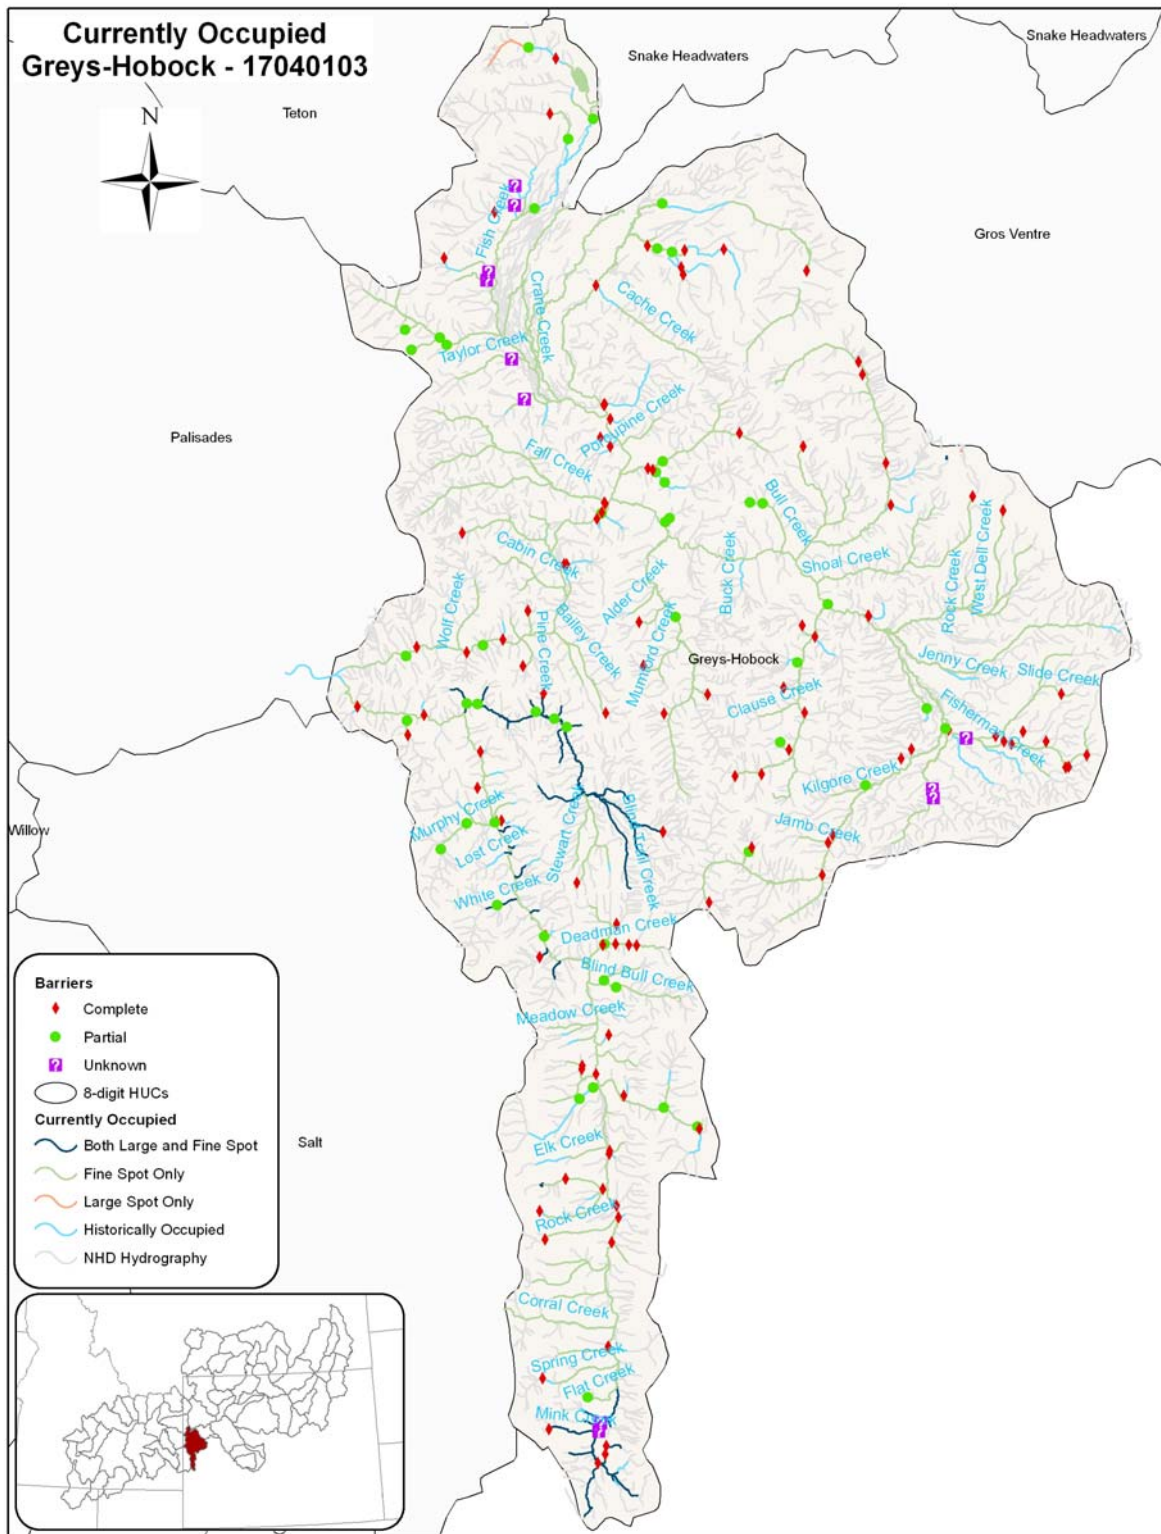 Currently Occupied
Greys-Hobock - 17040103
Snake Headwaters
Snake Headwaters
Teton
N
Fish Creek
Gros Ventre
Crane Creek
Cache Creek
Taylor Creek
Palisades
Porcupine Creek
Fall Creek
Bull Creek
Cabin Creek
Shoal Creek
Buck Creek
Rock Creek
West Dell Creek
Wolf Creek
Alder Creek
Pine Creek
Bailey Creek
Mumford Creek
Greys-Hobock
Jenny Creek
Slide Creek
Clause Creek
Fisherman Creek
Kilgore Creek
Murphy Creek
Jamb Creek
Willow
Lost Creek
Stewart Creek
Blind Trail Creek
White Creek
Deadman Creek
Blind Bull Creek
Meadow Creek
Barriers
Complete
Partial
? Unknown
8-digit HUCs
Currently Occupied
Both Large and Fine Spot
Fine Spot Only
Large Spot Only
Historically Occupied
NHD Hydrography
Salt
Elk Creek
Rock Creek
Corral Creek
Spring Creek
Flat Creek
Mink Creek